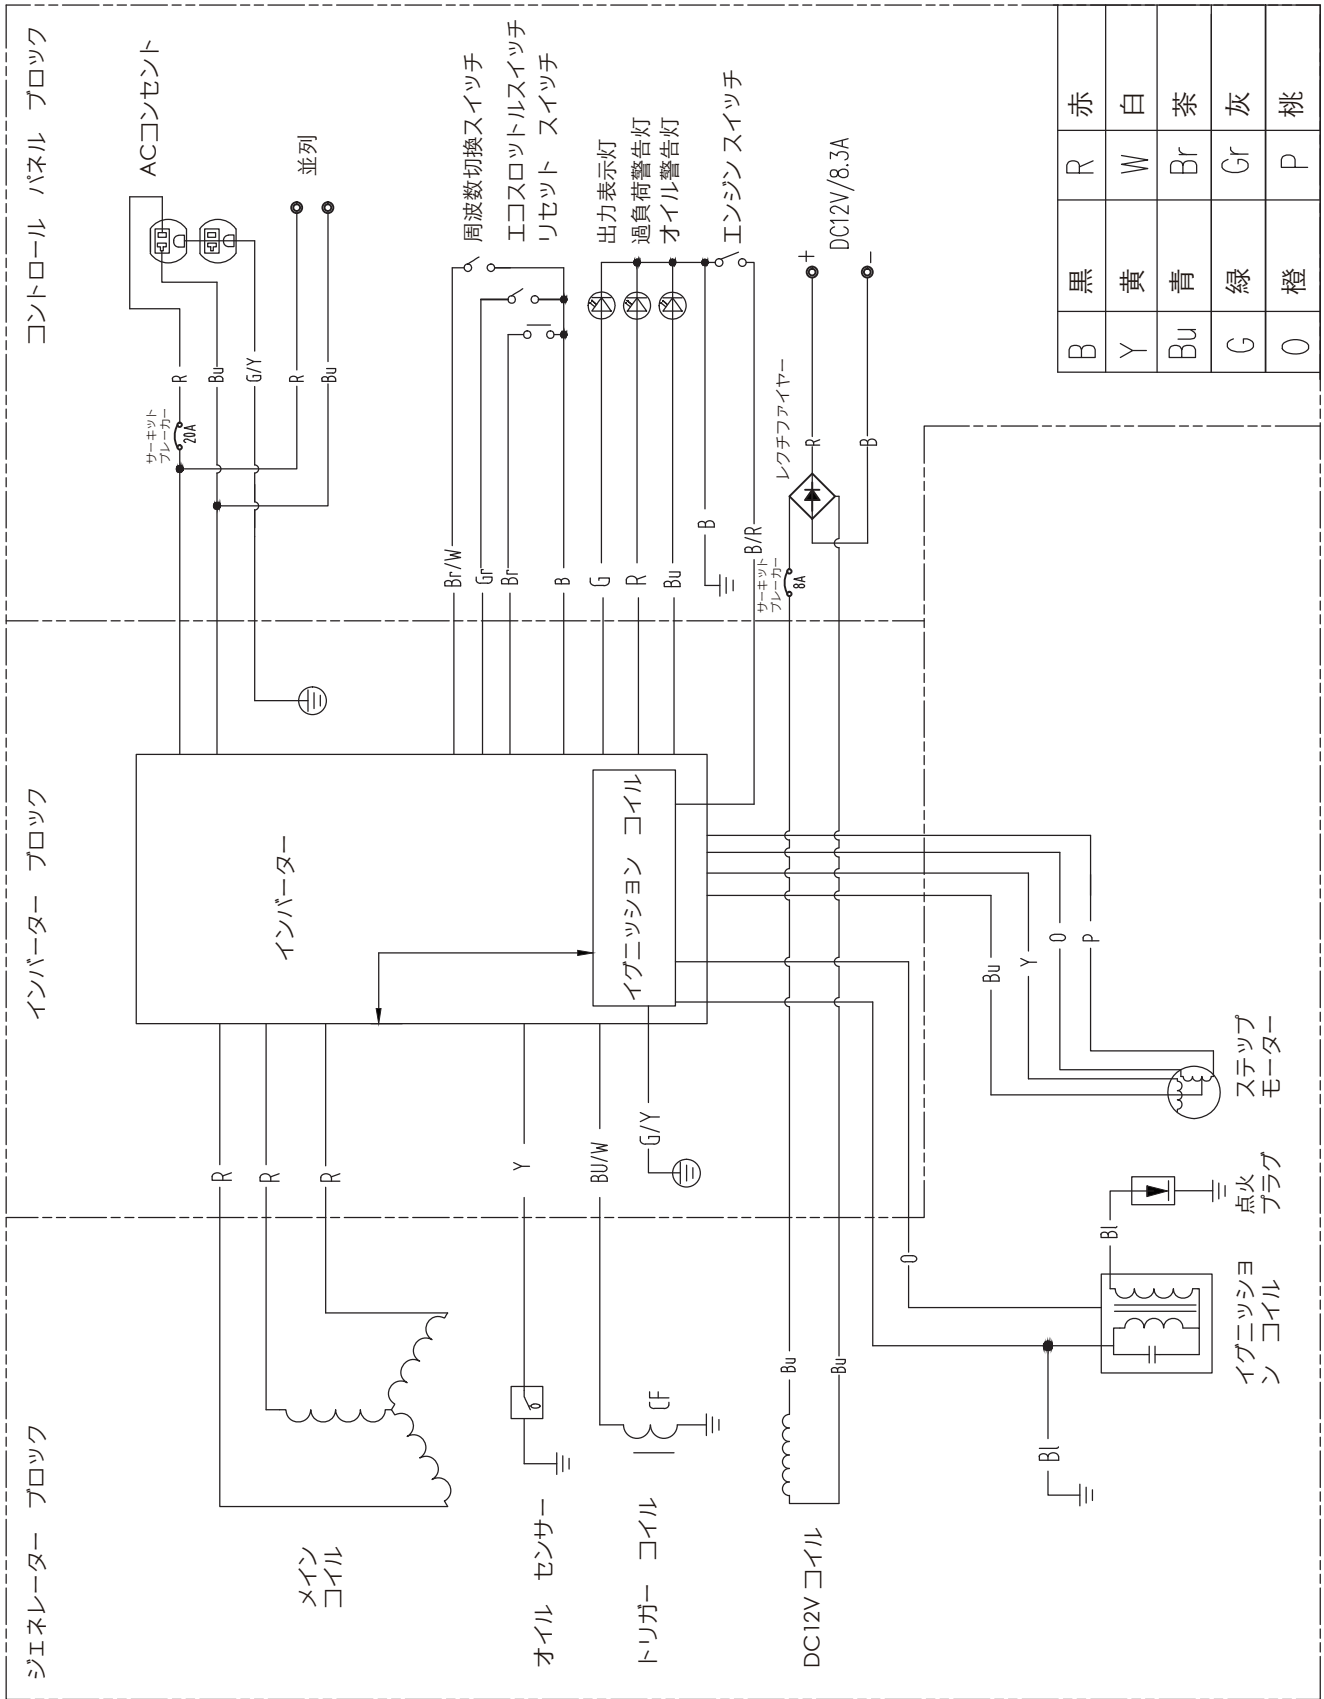 ジェネレーター ブロック
インバーター ブロック
コントロール パネル ブロック
メイン
コイル
オイル センサー
トリガー コイル
DC12V コイル
R
R
R
Y
BU/W
G/Y
CF
Bu
Bu
Bl
イグニッショ
ン コイル
Bl
点火
プラグ
ステップ
モーター
O
Bu
Y
O
P
インバーター
イグニッション コイル
サーキット
ブレーカー
20A
R
Bu
G/Y
R
Bu
ACコンセント
並列
Br/W
Gr
Br
B
G
R
Bu
B
B/R
周波数切換スイッチ
エコスロットルスイッチ
リセット スイッチ
出力表示灯
過負荷警告灯
オイル警告灯
エンジン スイッチ
サーキット
ブレーカー
8A
レクチファイヤー
R
B
+
-
DC12V/8.3A
B 黒 R 赤
Y 黄 W 白
Bu 青 Br 茶
G 緑 Gr 灰
O 橙 P 桃